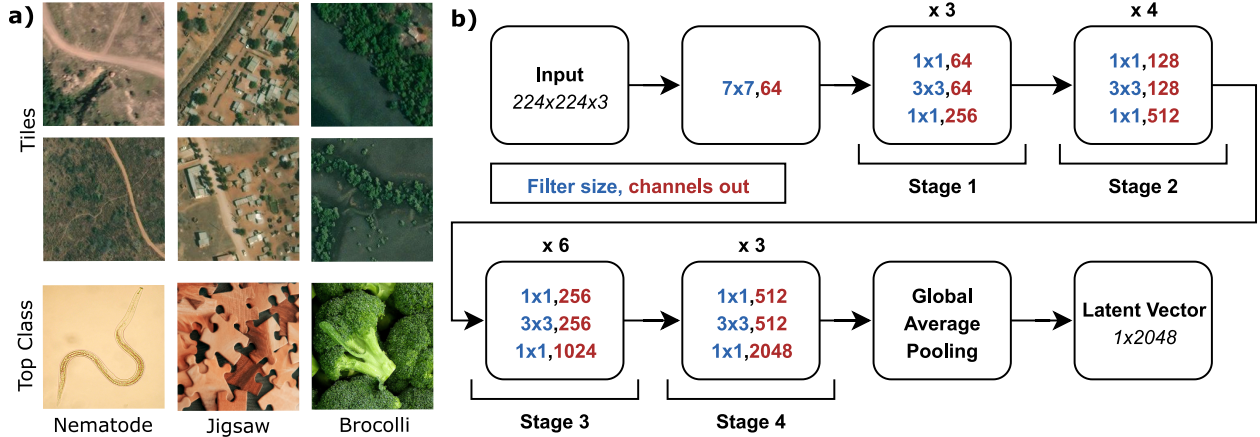 a)
Tiles
Top Class
Nematode
Jigsaw
Brocolli
b)
Input
224x224x3
7x7,64
x 3
1x1,64
3x3,64
1x1,256
Stage 1
x 4
1x1,128
3x3,128
1x1,512
Stage 2
Filter size, channels out
x 6
1x1,256
3x3,256
1x1,1024
Stage 3
x 3
1x1,512
3x3,512
1x1,2048
Stage 4
Global
Average
Pooling
Latent Vector
1x2048